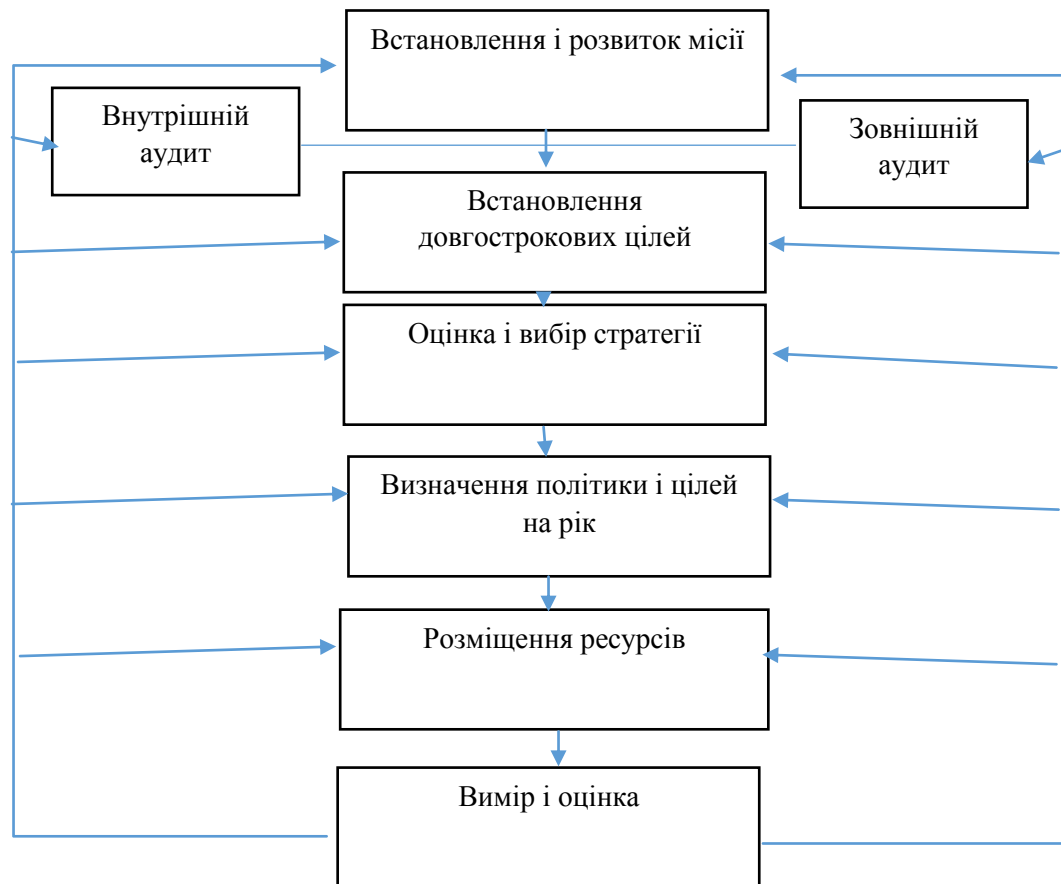 Встановлення і розвиток місії
Внутрішній
аудит
Зовнішній
аудит
Встановлення
довгострокових цілей
Оцінка і вибір стратегії
Визначення політики і цілей
на рік
Розміщення ресурсів
Вимір і оцінка